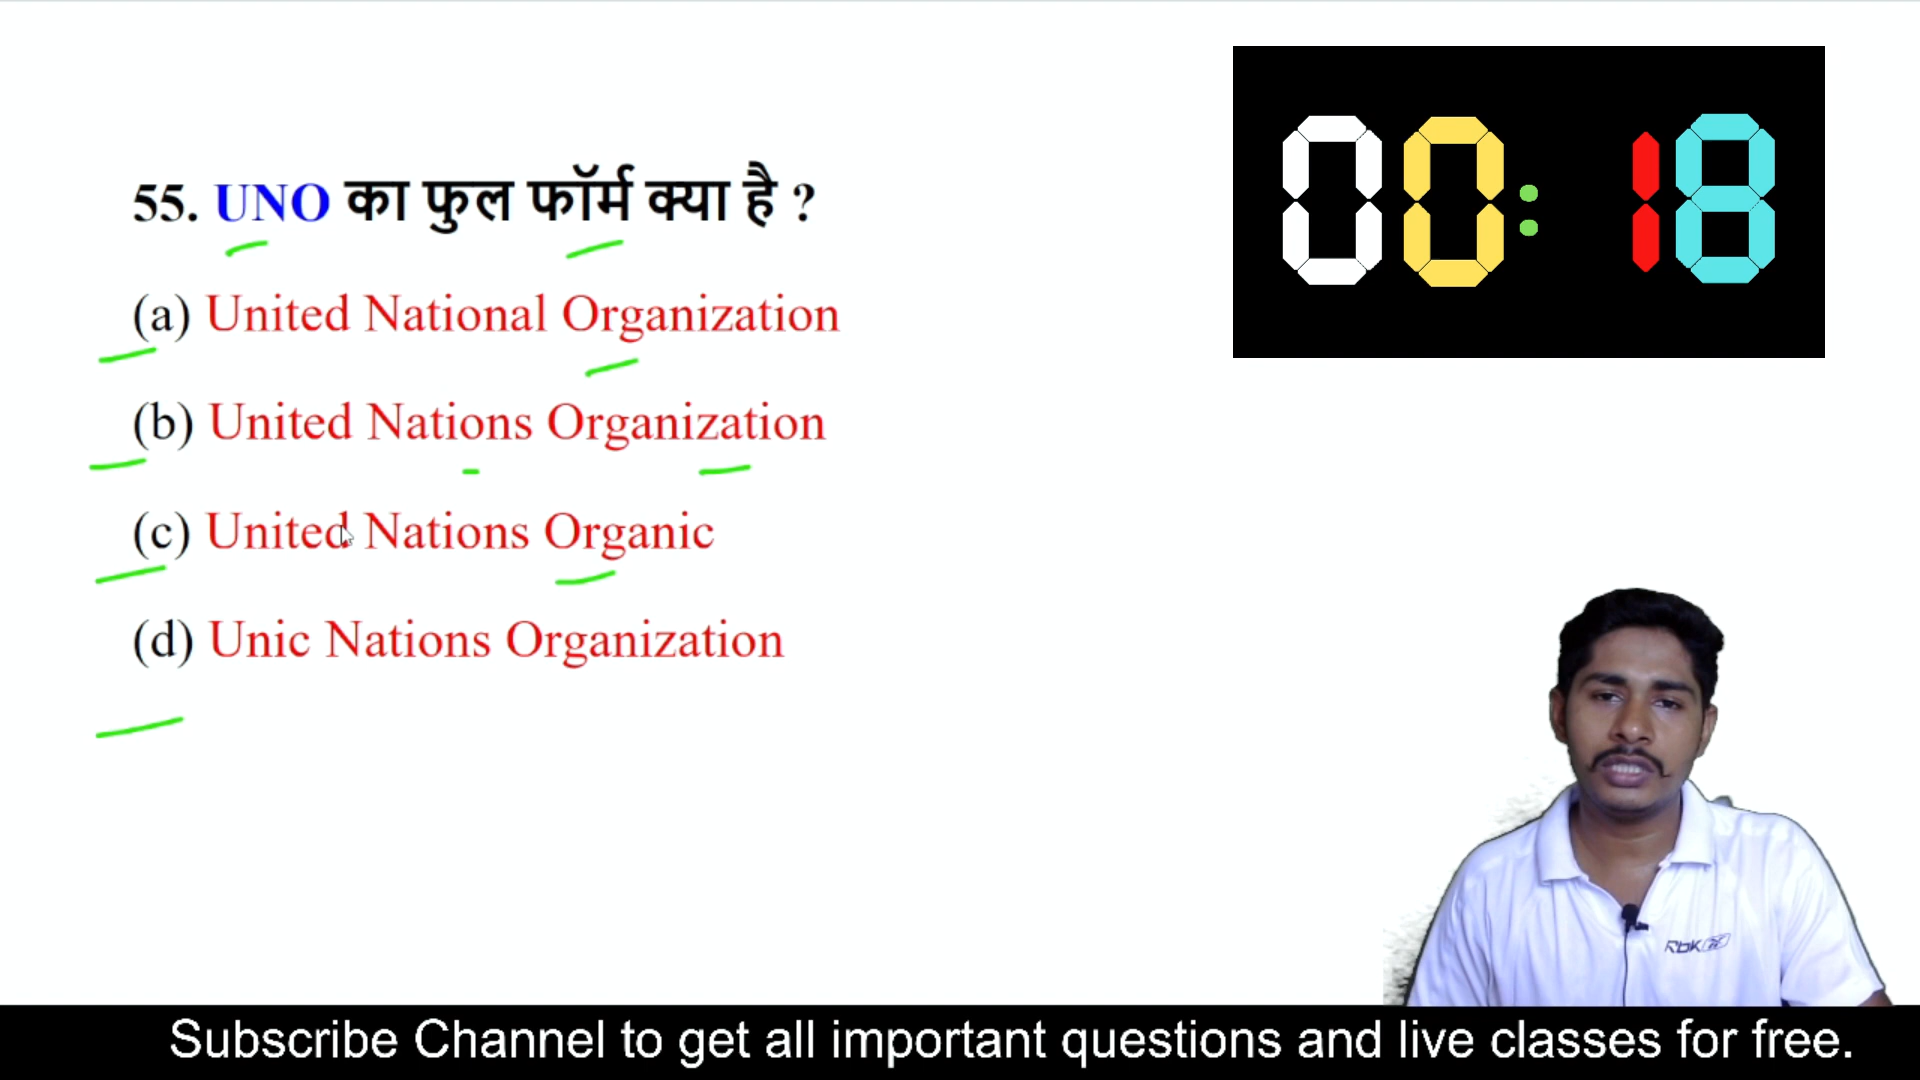 55. UNO का फुल फॉर्म क्या है ?
00:18
(a) United National Organization
(b) United Nations Organization
(c) United Nations Organic
(d) Unic Nations Organization
Rbk
Subscribe Channel to get all important questions and live classes for free.